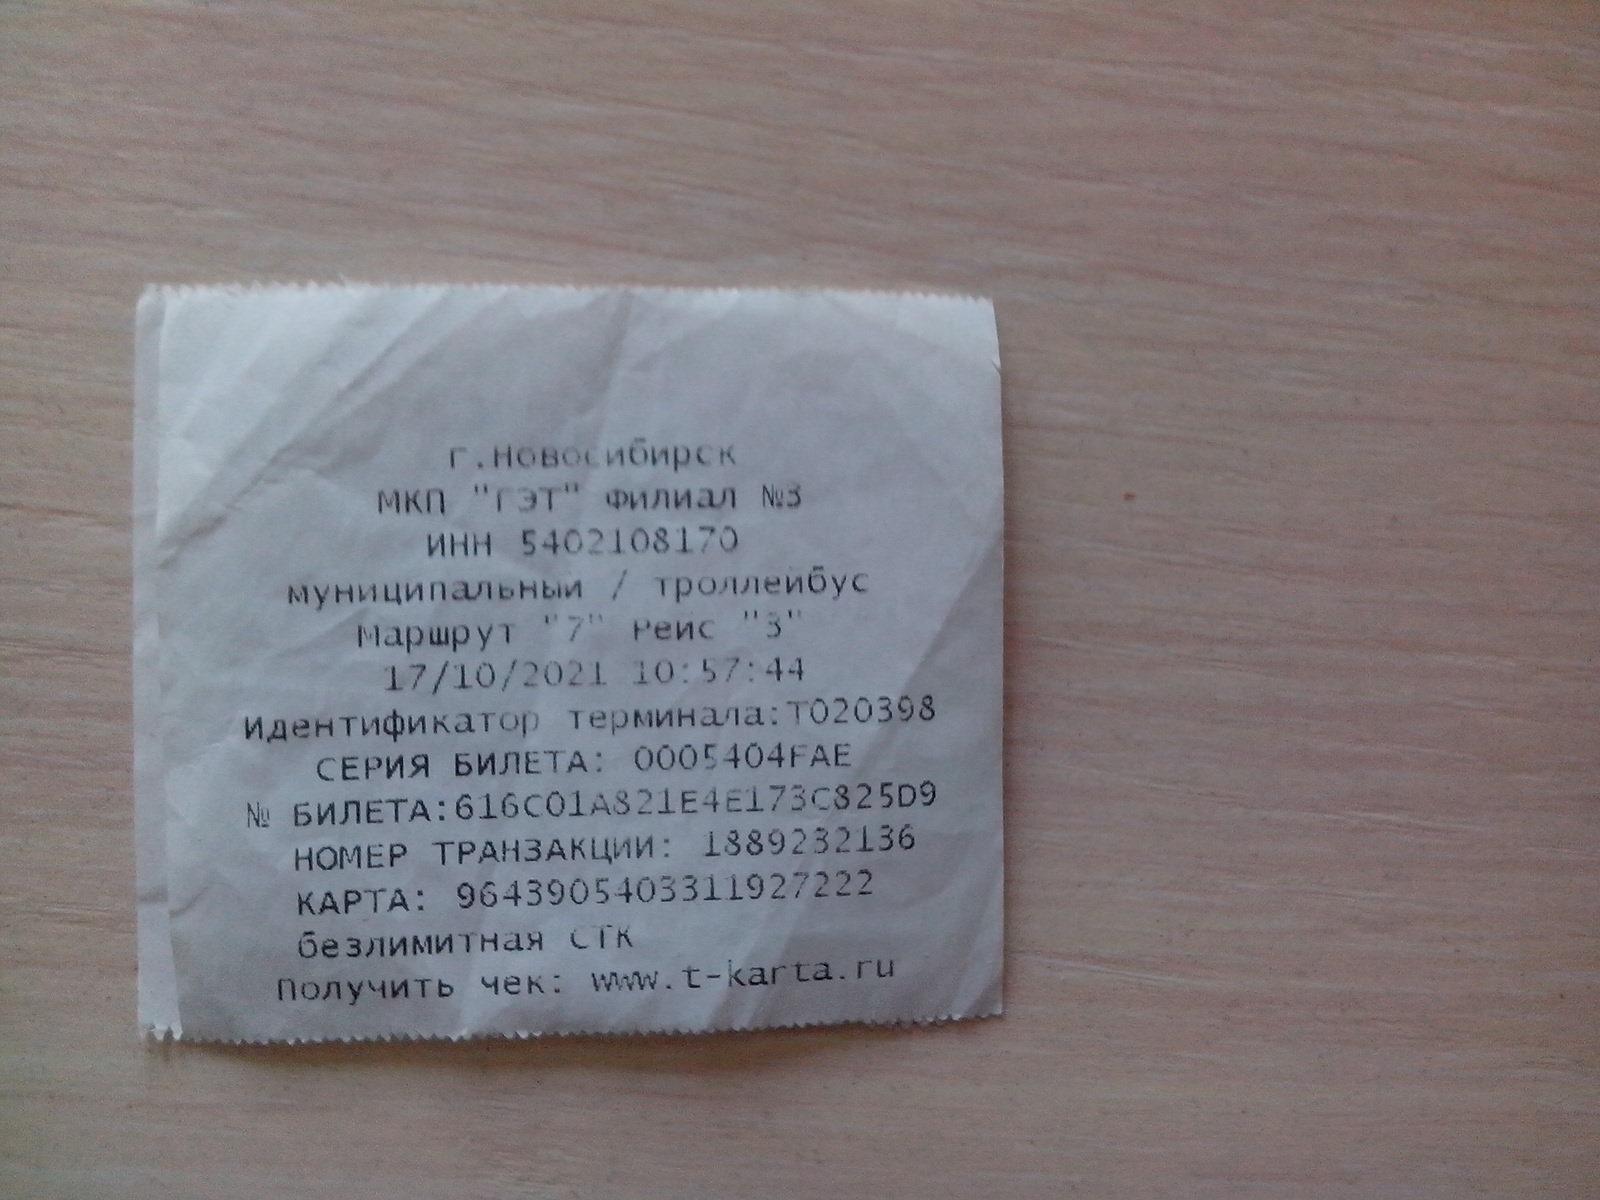 г.Новосибирск
МКП "ГЭТ" Филиал №3
ИНН 5402108170
муниципальный / троллейбус
Маршрут "7" Рейс "3"
17/10/2021 10:57:44
Идентификатор терминала:T020398
СЕРИЯ БИЛЕТА: 0005404FAE
№ БИЛЕТА:616C01A821E4E173C825D9
НОМЕР ТРАНЗАКЦИИ: 1889232136
КАРТА: 9643905403311927222
безлимитная СТК
Получить чек: www.t-karta.ru